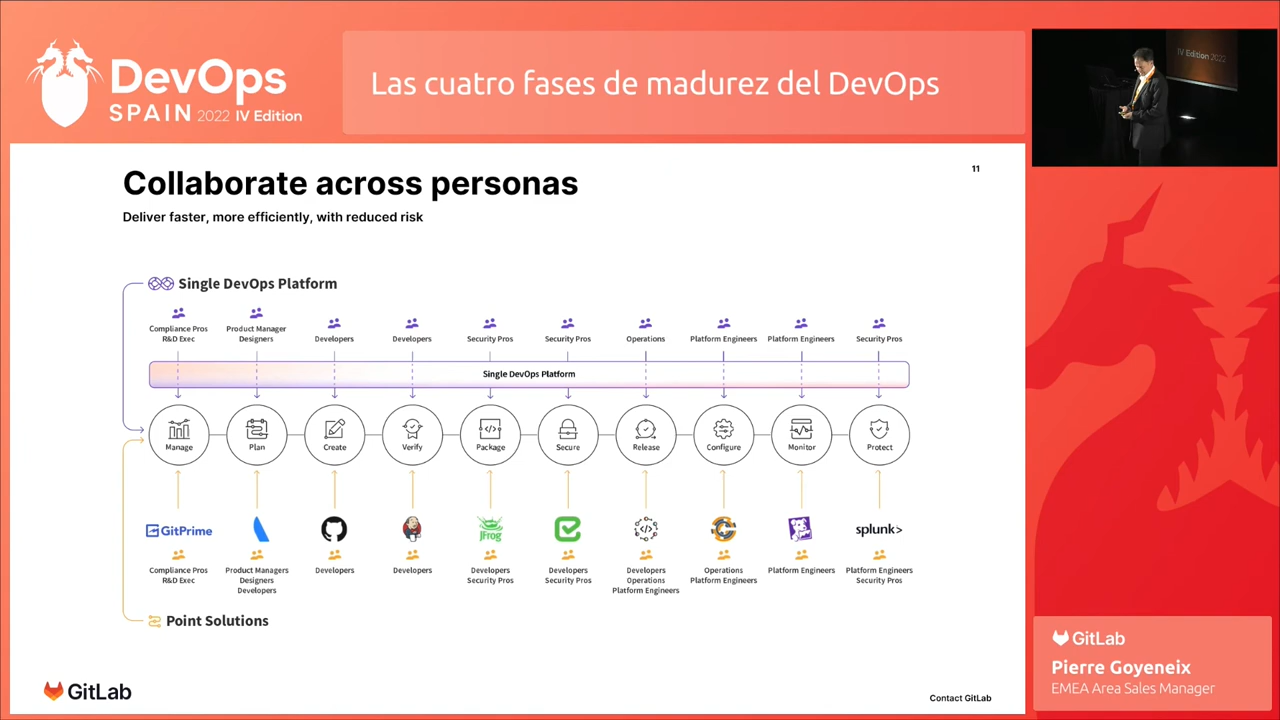 DevOps
SPAIN 2022 IV Edition
Las cuatro fases de madurez del DevOps
IV Edition 2022
Collaborate across personas
11
Deliver faster, more efficiently, with reduced risk
Single DevOps Platform
Compliance Pros
R&D Exec
Product Manager
Designers
Developers
Developers
Security Pros
Security Pros
Operations
Platform Engineers
Platform Engineers
Security Pros
Single DevOps Platform
Manage
Plan
Create
Verify
Package
Secure
Release
Configure
Monitor
Protect
GitPrime
JFrog
splunk>
Compliance Pros
R&D Exec
Product Managers
Designers
Developers
Developers
Developers
Developers
Security Pros
Developers
Security Pros
Developers
Operations
Platform Engineers
Operations
Platform Engineers
Platform Engineers
Platform Engineers
Security Pros
Point Solutions
GitLab
Contact GitLab
GitLab
Pierre Goyeneix
EMEA Area Sales Manager